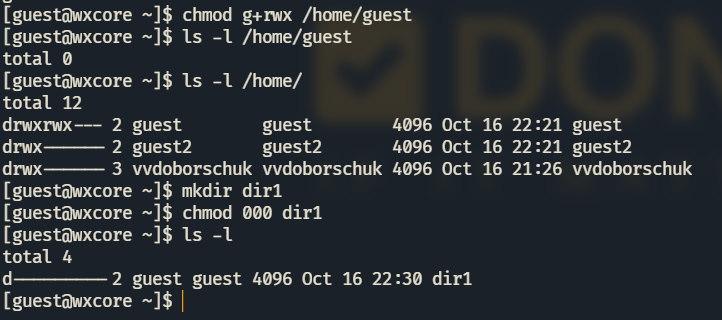 [guest@wxcore ~]$ chmod g+rwx /home/guest
[guest@wxcore ~]$ ls -l /home/guest
total 0
[guest@wxcore ~]$ ls -l /home/
total 12
drwxrwx--- 2 guest        guest        4096 Oct 16 22:21 guest
drwx------ 2 guest2       guest2       4096 Oct 16 22:21 guest2
drwx------ 3 vvdoborschuk vvdoborschuk 4096 Oct 16 21:26 vvdoborschuk
[guest@wxcore ~]$ mkdir dir1
[guest@wxcore ~]$ chmod 000 dir1
[guest@wxcore ~]$ ls -l
total 4
d--------- 2 guest guest 4096 Oct 16 22:30 dir1
[guest@wxcore ~]$
DON